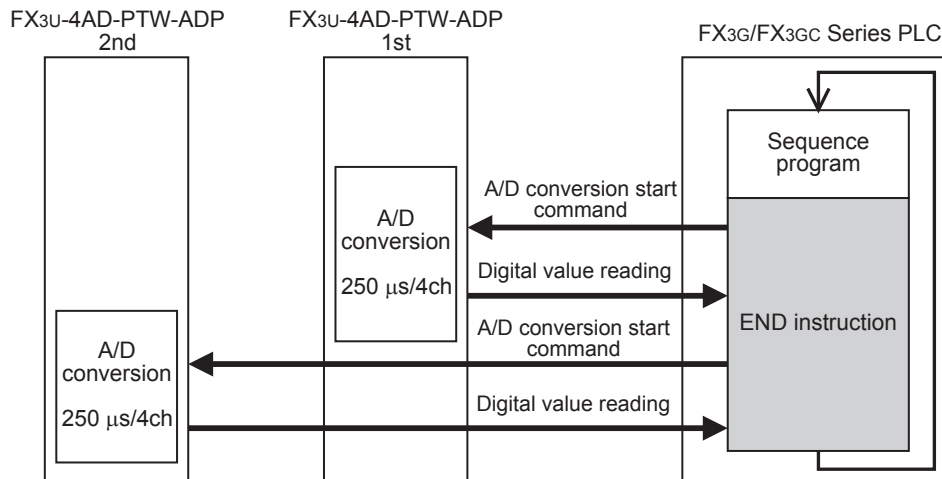 FX3U-4AD-PTW-ADP
2nd
FX3U-4AD-PTW-ADP
1st
FX3G/FX3GC Series PLC
Sequence
program
A/D conversion start
command
A/D
conversion
250 μs/4ch
Digital value reading
END instruction
A/D conversion start
command
A/D
conversion
250 μs/4ch
Digital value reading